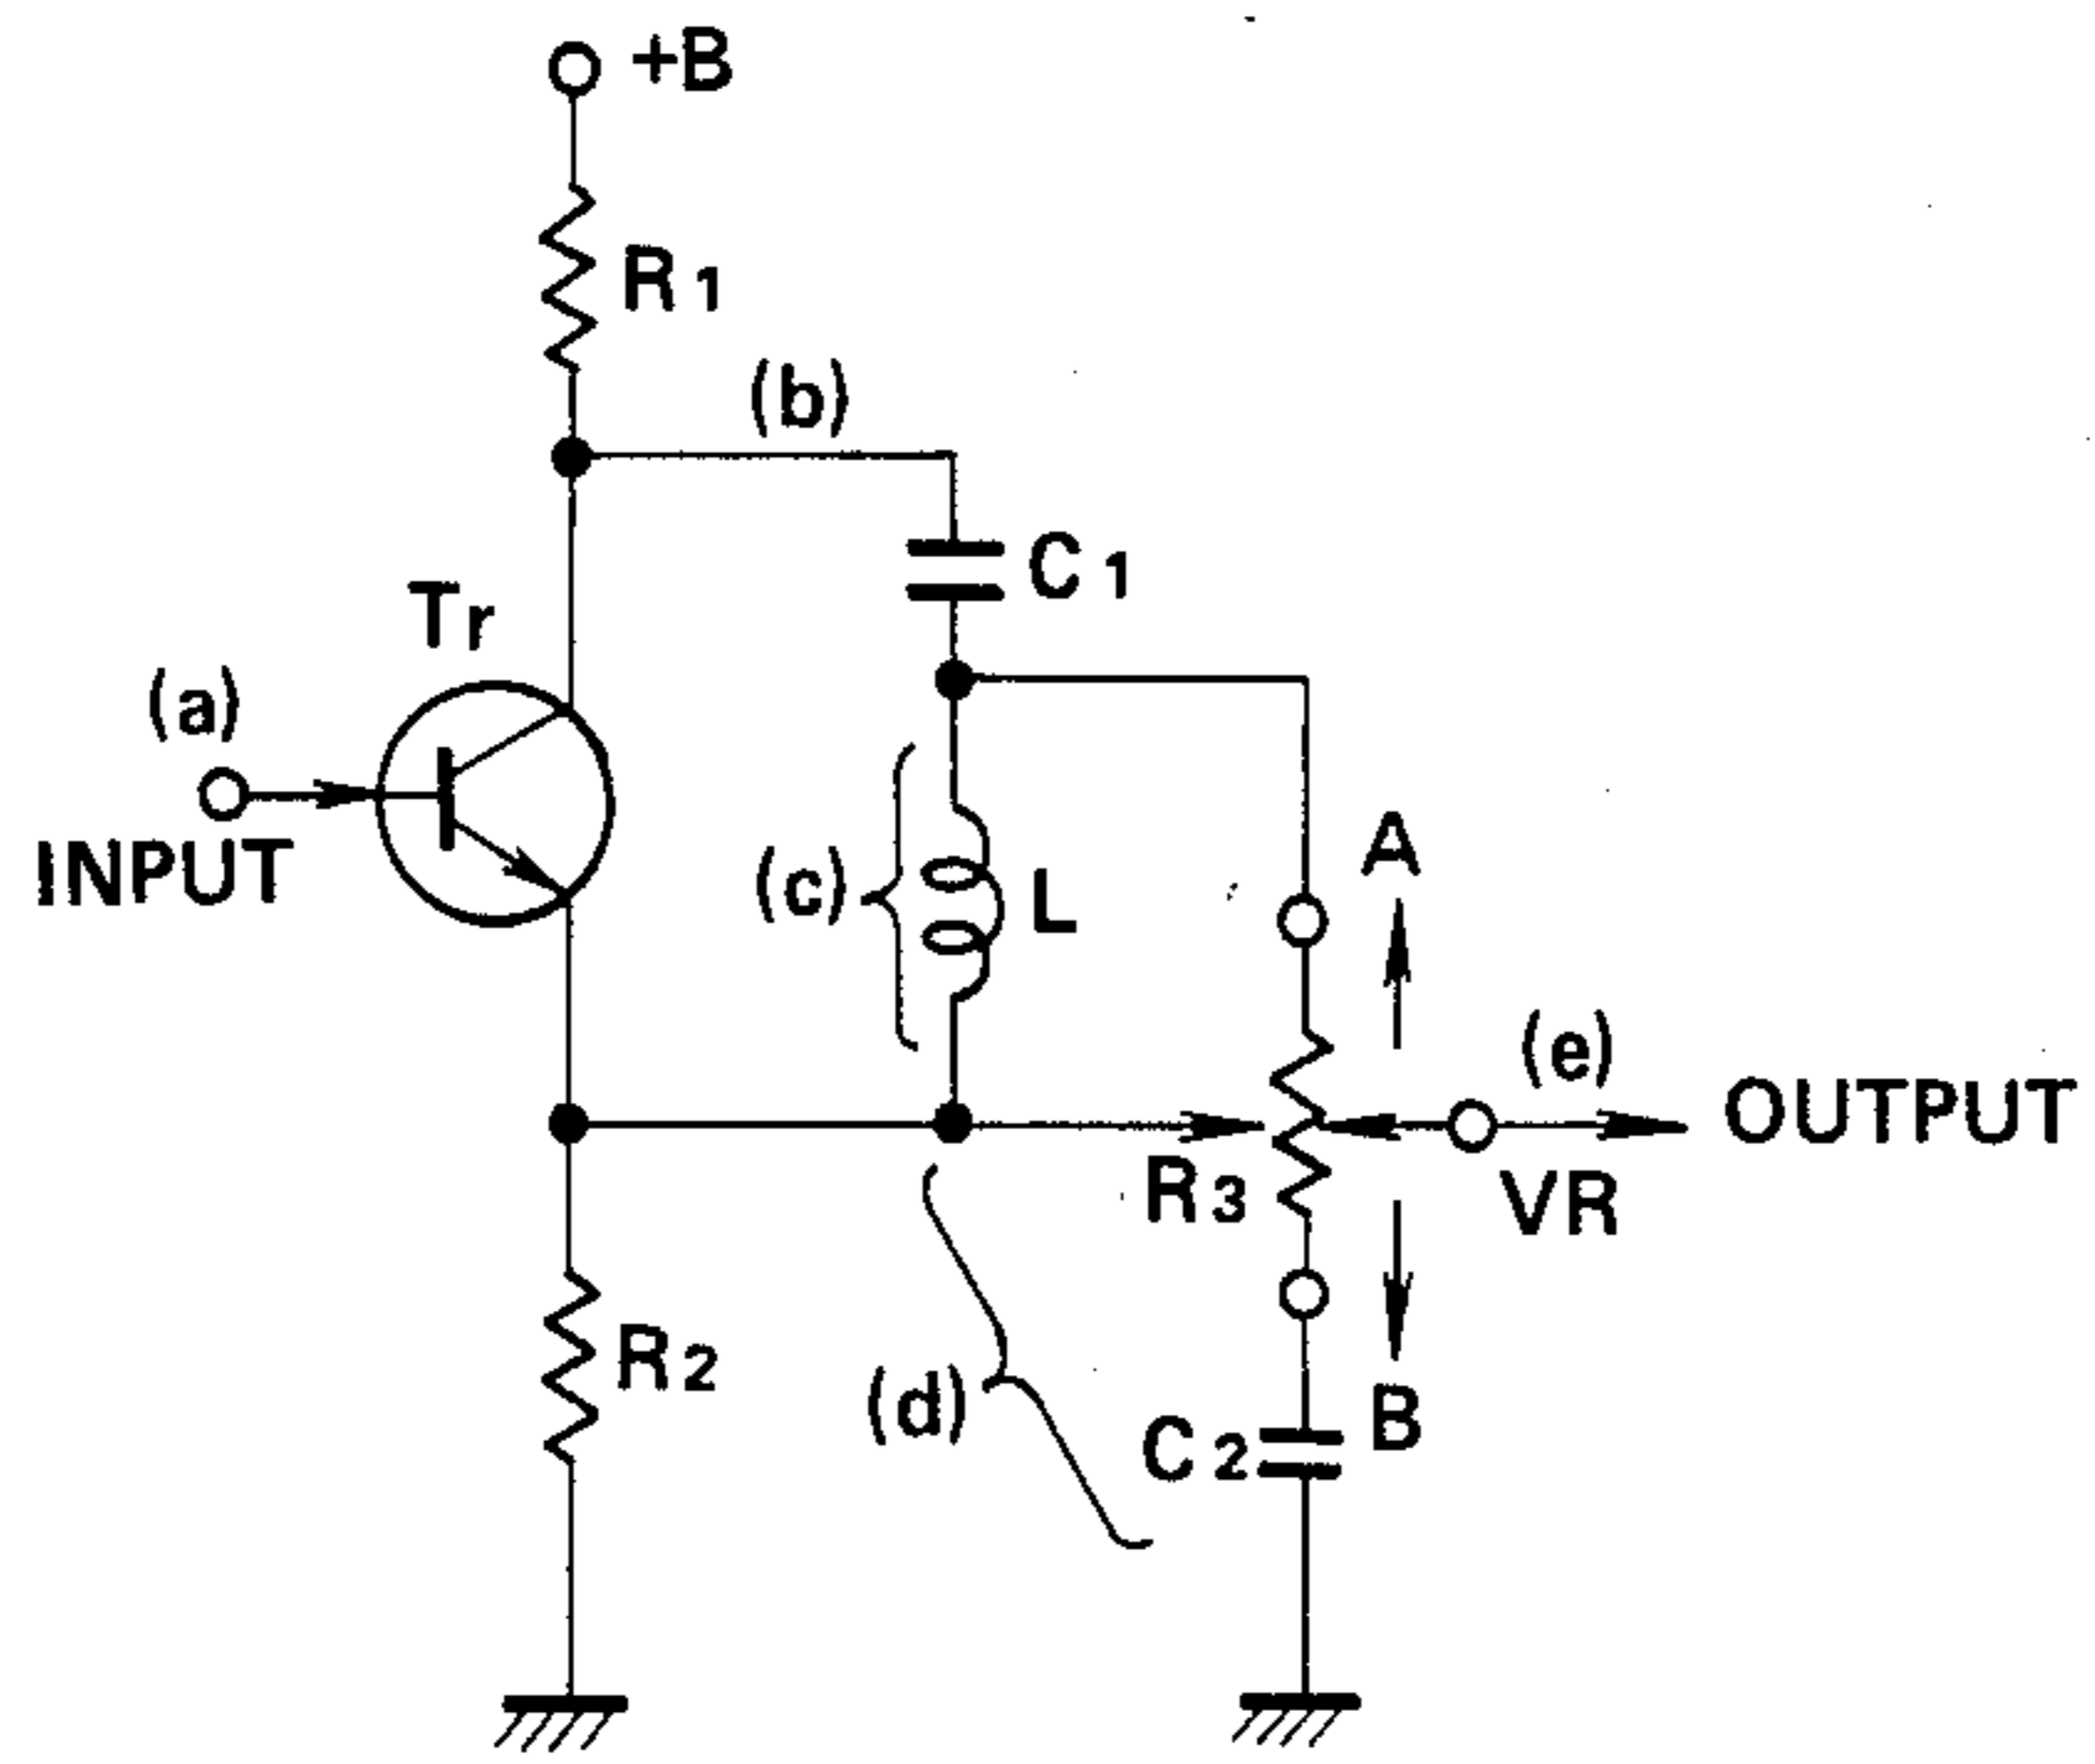 +B
R1
(b)
C1
Tr
(a)
INPUT
(c)
L
A
(e)
OUTPUT
R3
VR
R2
(d)
C2
B